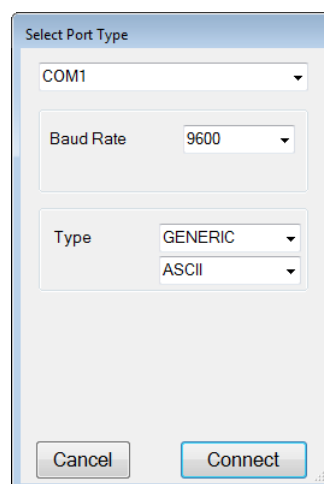 Select Port Type
COM1
Baud Rate 9600
Type GENERIC
ASCII
Cancel Connect